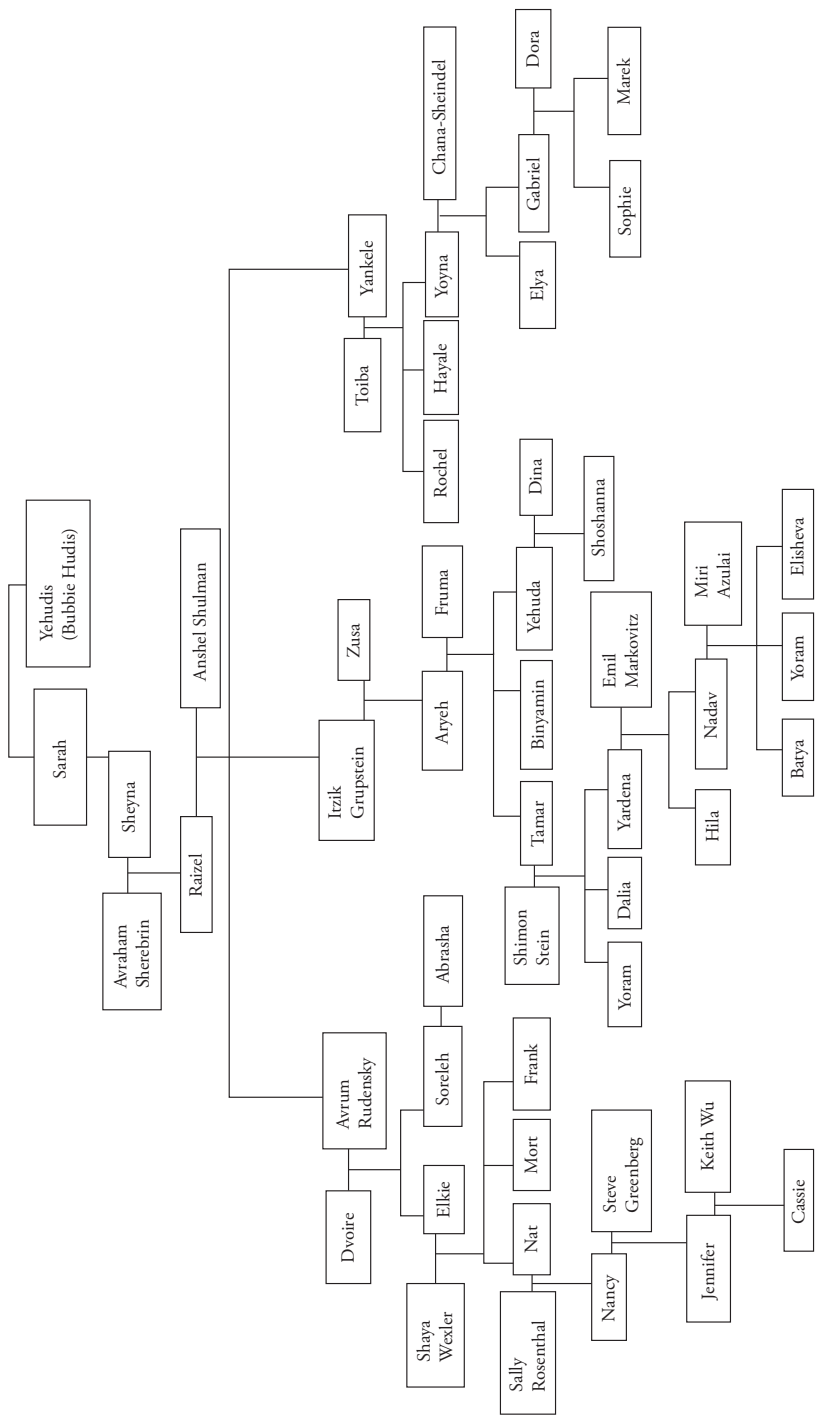 Yehudis
(Bubbie Hudis)
Sarah
Avraham
Sherebrin
Sheyna
Raizel
Anshel Shulman
Dvoire
Avrum
Rudensky
Itzik
Grupstein
Zusa
Toiba
Yankele
Shaya
Wexler
Elkie
Soreleh
Abrasha
Aryeh
Fruma
Rochel
Hayale
Yoyna
Chana-Sheindel
Sally
Rosenthal
Nat
Mort
Frank
Shimon
Stein
Tamar
Binyamin
Yehuda
Dina
Elya
Gabriel
Dora
Nancy
Steve
Greenberg
Yoram
Dalia
Yardena
Emil
Markovitz
Shoshanna
Sophie
Marek
Jennifer
Keith Wu
Hila
Nadav
Miri
Azulai
Cassie
Batya
Yoram
Elisheva